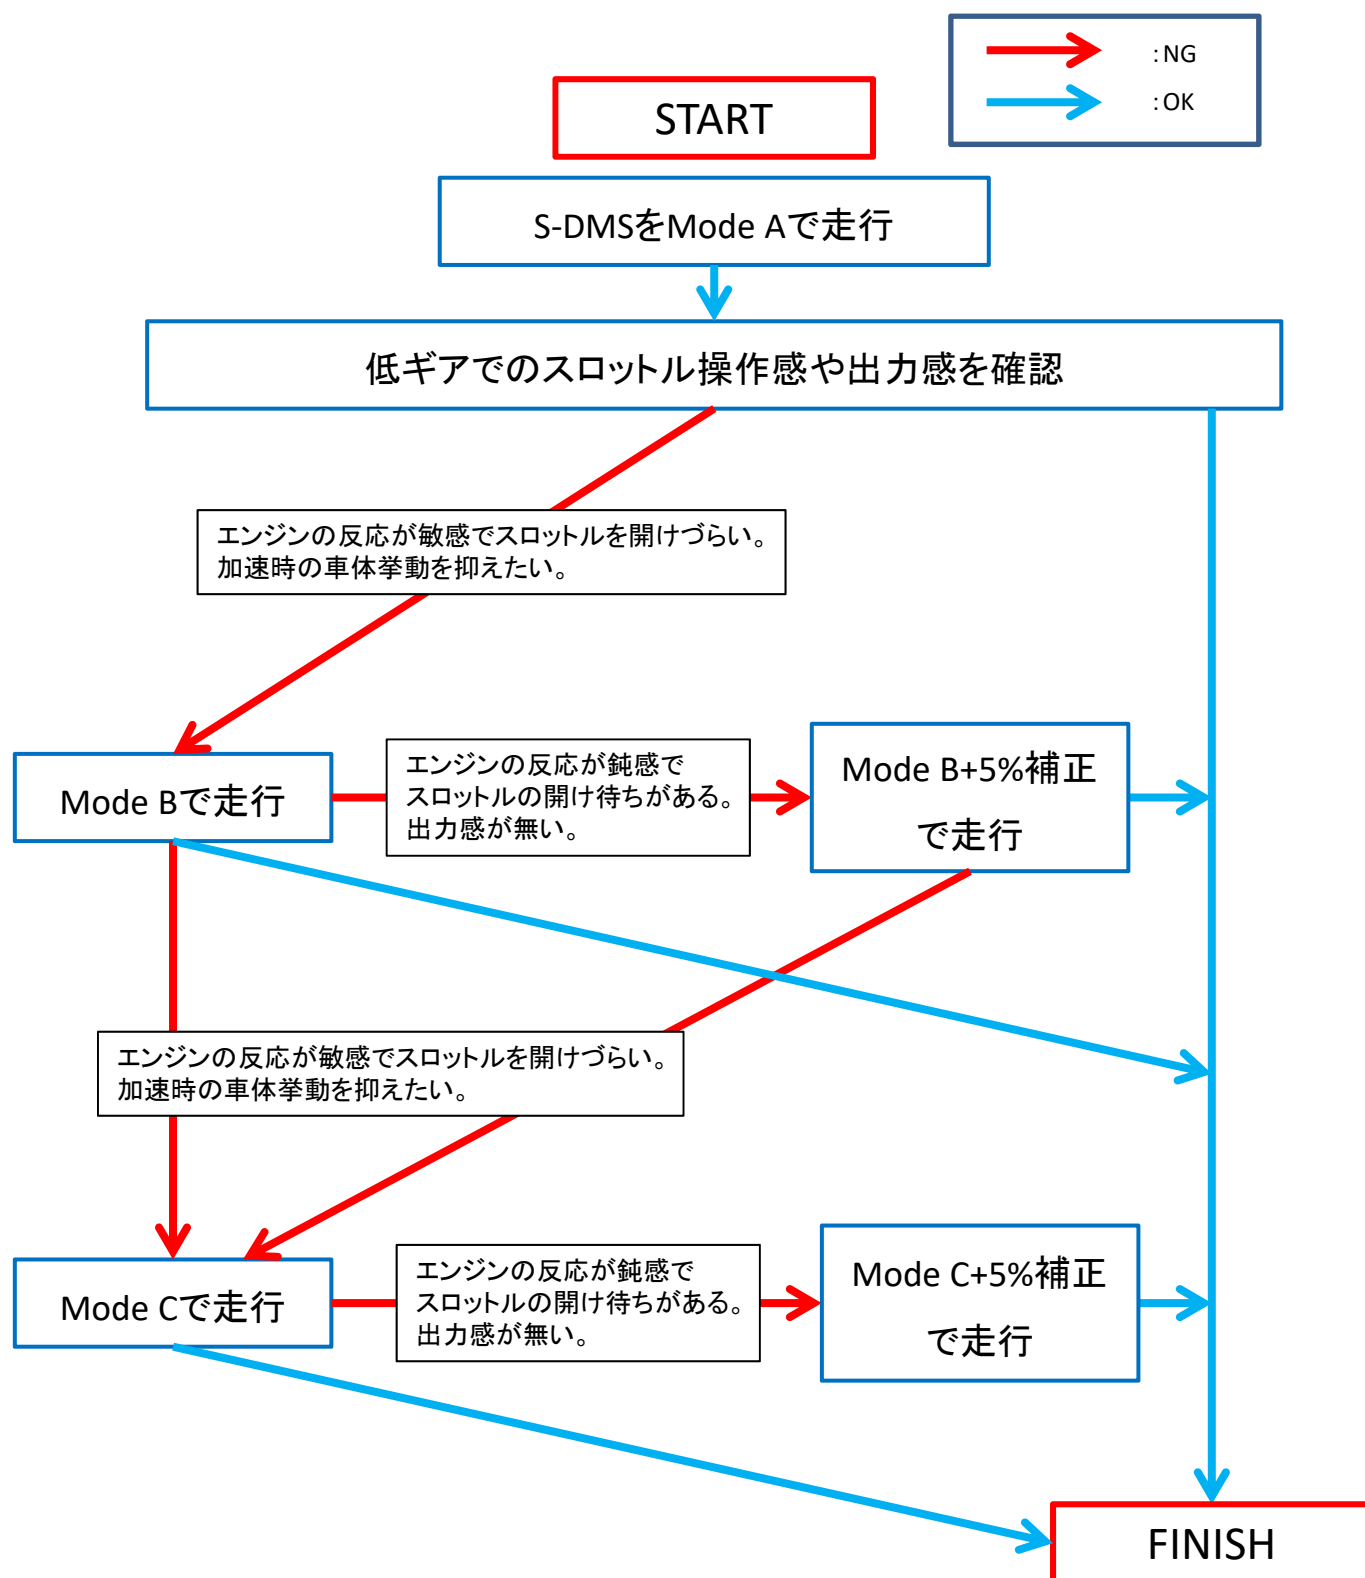 :NG
:OK
START
S-DMSをMode Aで走行
低ギアでのスロットル操作感や出力感を確認
エンジンの反応が敏感でスロットルを開けづらい。
加速時の車体挙動を抑えたい。
Mode Bで走行
エンジンの反応が鈍感で
スロットルの開け待ちがある。
出力感が無い。
Mode B+5%補正
で走行
エンジンの反応が敏感でスロットルを開けづらい。
加速時の車体挙動を抑えたい。
Mode Cで走行
エンジンの反応が鈍感で
スロットルの開け待ちがある。
出力感が無い。
Mode C+5%補正
で走行
FINISH